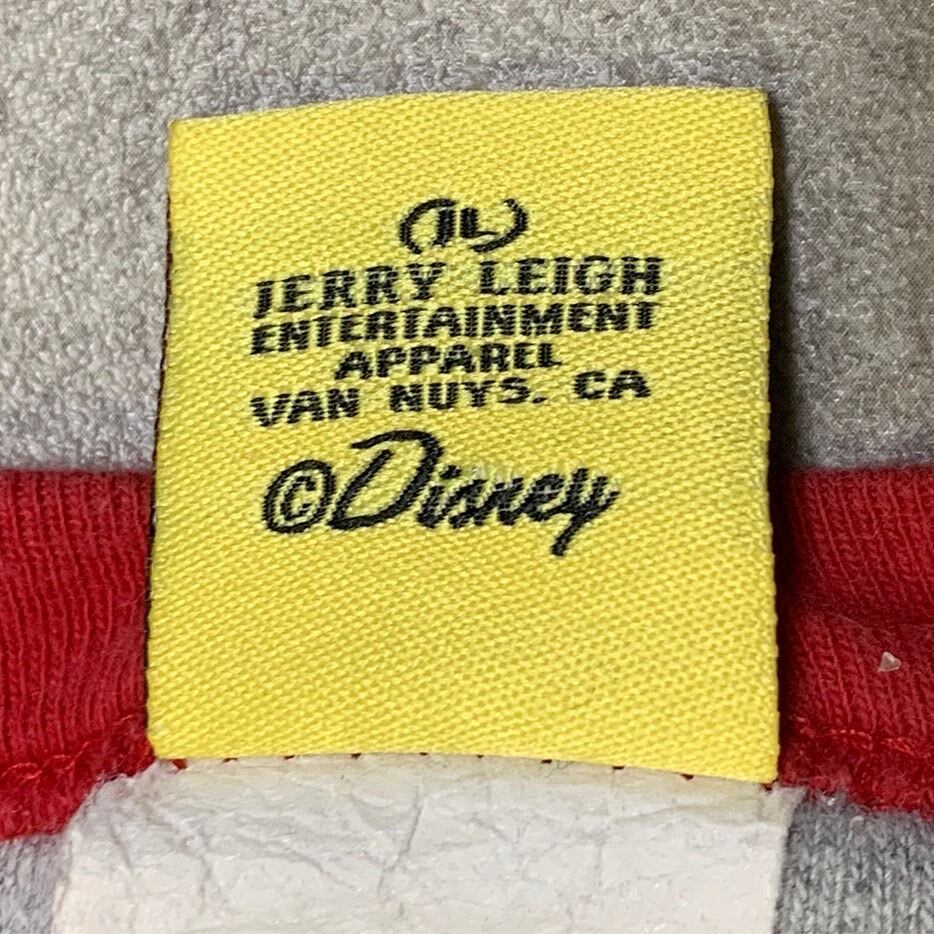 (JL)
JERRY LEIGH
ENTERTAINMENT
APPAREL
VAN NUYS. CA
©Disney